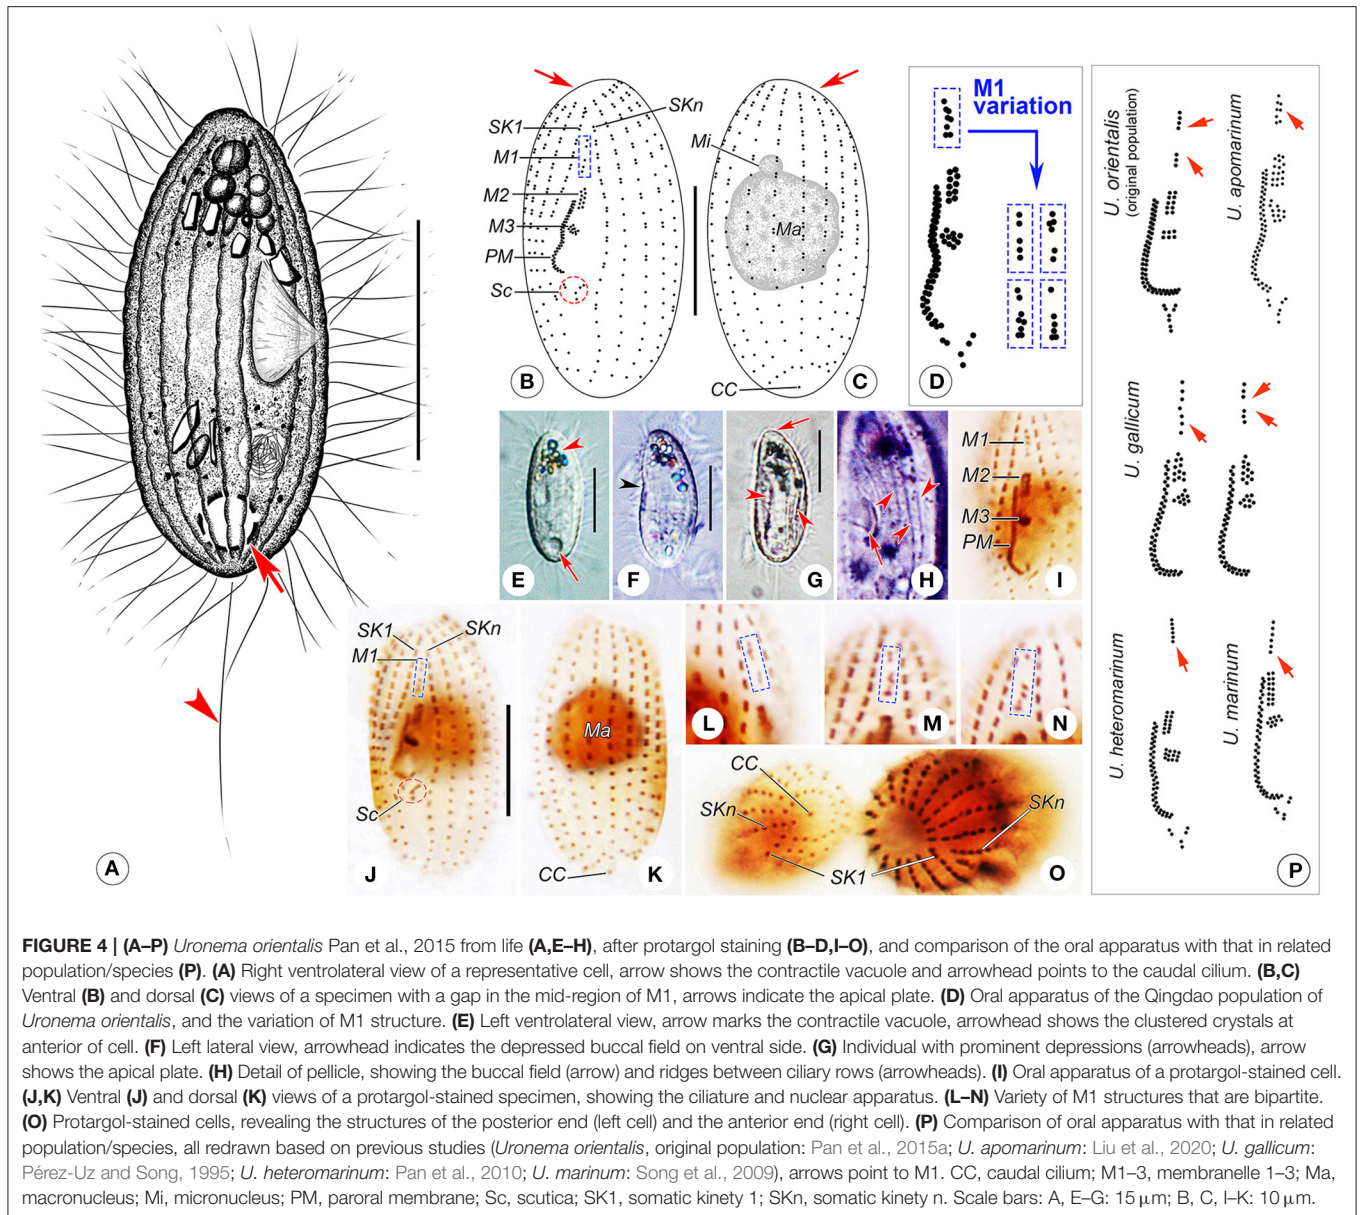 A
B
SK1
SKn
M1
M2
M3
PM
Sc
C
Mi
Ma
CC
D
M1
variation
E
F
G
H
I
M1
M2
M3
PM
J
SK1
SKn
M1
Sc
K
Ma
CC
L
M
N
O
CC
SKn
SKn
SK1
P
U. orientalis
(original population)
U. apomarinum
U. gallicum
U. heteromarinum
U. marinum
FIGURE 4 | (A–P) Uronema orientalis Pan et al., 2015 from life (A,E–H), after protargol staining (B–D,I–O), and comparison of the oral apparatus with that in related
population/species (P). (A) Right ventrolateral view of a representative cell, arrow shows the contractile vacuole and arrowhead points to the caudal cilium. (B,C)
Ventral (B) and dorsal (C) views of a specimen with a gap in the mid-region of M1, arrows indicate the apical plate. (D) Oral apparatus of the Qingdao population of
Uronema orientalis, and the variation of M1 structure. (E) Left ventrolateral view, arrow marks the contractile vacuole, arrowhead shows the clustered crystals at
anterior of cell. (F) Left lateral view, arrowhead indicates the depressed buccal field on ventral side. (G) Individual with prominent depressions (arrowheads), arrow
shows the apical plate. (H) Detail of pellicle, showing the buccal field (arrow) and ridges between ciliary rows (arrowheads). (I) Oral apparatus of a protargol-stained cell.
(J,K) Ventral (J) and dorsal (K) views of a protargol-stained specimen, showing the ciliature and nuclear apparatus. (L–N) Variety of M1 structures that are bipartite.
(O) Protargol-stained cells, revealing the structures of the posterior end (left cell) and the anterior end (right cell). (P) Comparison of oral apparatus with that in related
population/species, all redrawn based on previous studies (Uronema orientalis, original population: Pan et al., 2015a; U. apomarinum: Liu et al., 2020; U. gallicum:
Pérez-Uz and Song, 1995; U. heteromarinum: Pan et al., 2010; U. marinum: Song et al., 2009), arrows point to M1. CC, caudal cilium; M1–3, membranelle 1–3; Ma,
macronucleus; Mi, micronucleus; PM, paroral membrane; Sc, scutica; SK1, somatic kinety 1; SKn, somatic kinety n. Scale bars: A, E–G: 15 μm; B, C, I–K: 10 μm.